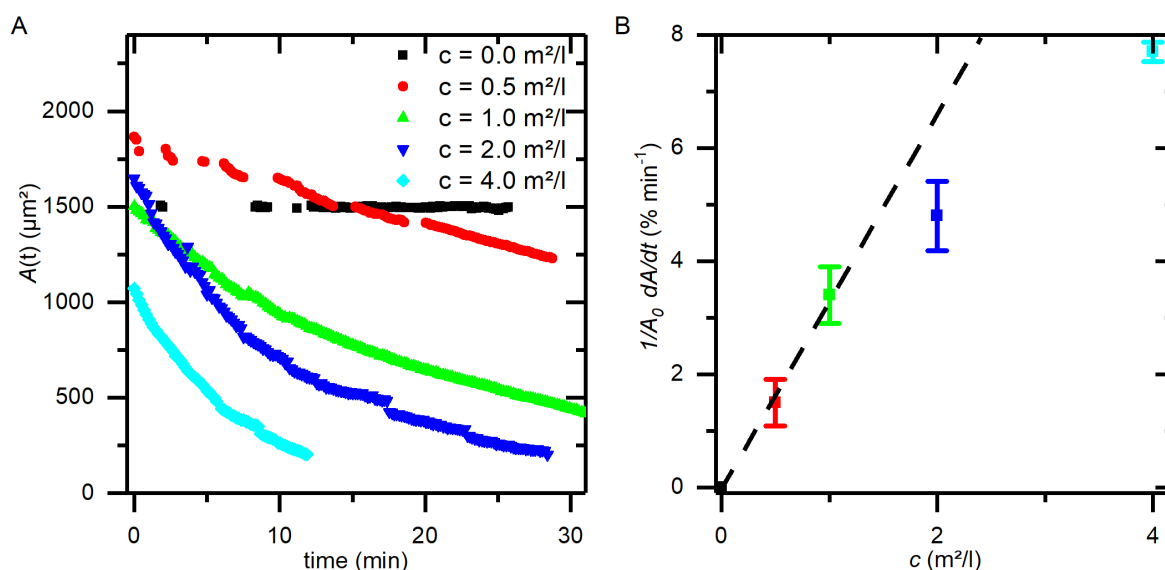 A
c = 0.0 m²/l
c = 0.5 m²/l
c = 1.0 m²/l
c = 2.0 m²/l
c = 4.0 m²/l
2000
1500
1000
500
0
A(t) (µm²)
0 10 20 30
time (min)
B
8
6
4
2
0
1/A₀ dA/dt (% min⁻¹)
0 2 4
c (m²/l)